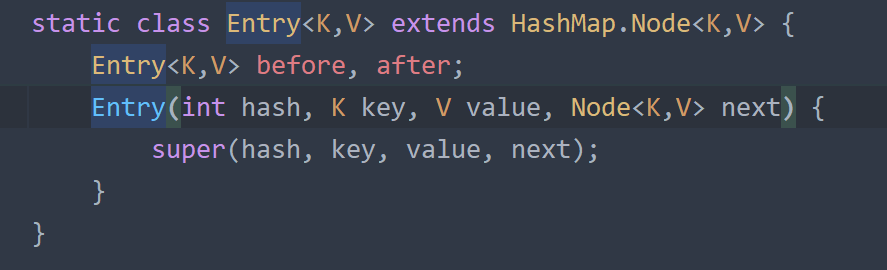 static class Entry<K,V> extends HashMap.Node<K,V> {
Entry<K,V> before, after;
Entry(int hash, K key, V value, Node<K,V> next) {
super(hash, key, value, next);
}
}